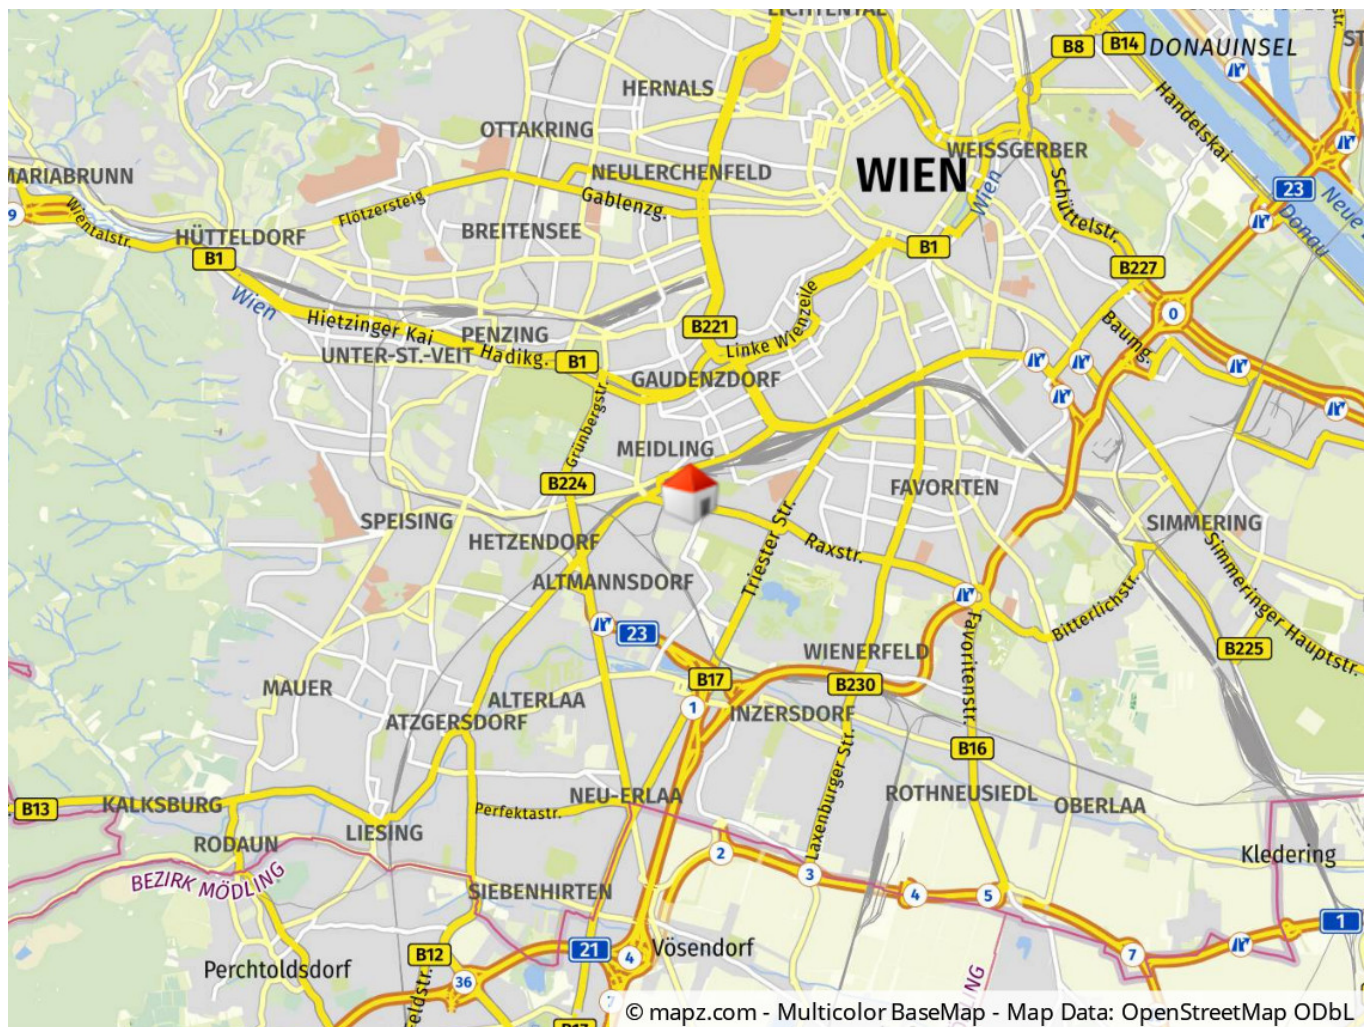 LICHTENTAL
B8
B14
DONAUINSEL
HERNALS
Handelskai
OTTAKRING
WEISSGERBER
NEULERCHENFELD
WIEN
MARIABRUNN
23
Gablenzg.
Flötzersteig
Wien
Schüttelstr.
Neue
9
Wientalstr.
HÜTTELDORF
BREITENSEE
Donau
B1
B1
B227
Wien
0
Hietzinger Kai
PENZING
B221
Linke Wienzeile
Baumg.
UNTER-ST.-VEIT
Hadikg.
B1
GAUDENZDORF
Grünbergstr.
MEIDLING
B224
FAVORITEN
SPEISING
SIMMERING
HETZENDORF
Raxstr.
Triester Str.
ALTMANNSDORF
Simmeringer Hauptstr.
Bitterlichstr.
23
WIENERFELD
Favoritenstr.
B225
MAUER
B17
B230
ALTERLAA
1
INZERSDORF
ATZGERSDORF
B16
Laxenburger Str.
NEU-ERLAA
ROTHNEUSIEDL
OBERLAA
B13
KALKSBURG
Perfektastr.
LIESING
RODAUN
2
Kledering
3
BEZIRK MÖDLING
SIEBENHIRTEN
4
5
1
21
Vösendorf
B12
4
7
Perchtoldsdorf
36
7
B17
© mapz.com - Multicolor BaseMap - Map Data: OpenStreetMap ODbL